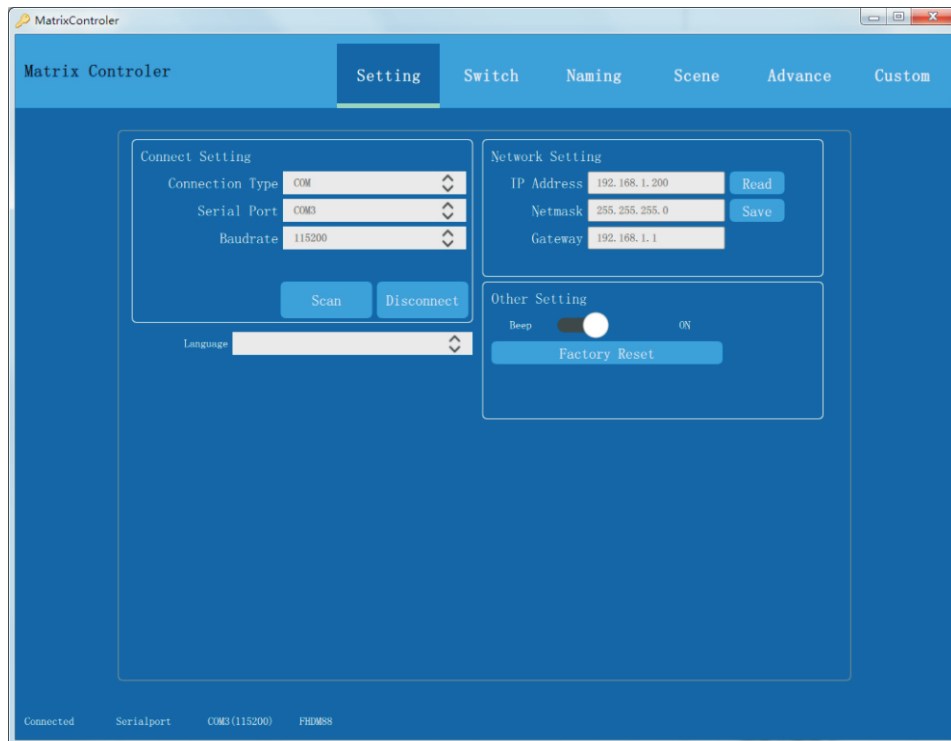 MatrixControler
Matrix Controler
Setting Switch Naming Scene Advance Custom
Connect Setting
Connection Type COM
Serial Port COM3
Baudrate 115200
Scan Disconnect
Language
Network Setting
IP Address 192.168.1.200 Read
Netmask 255.255.255.0 Save
Gateway 192.168.1.1
Other Setting
Beep ON
Factory Reset
Connected Serialport COM3(115200) FHDM88